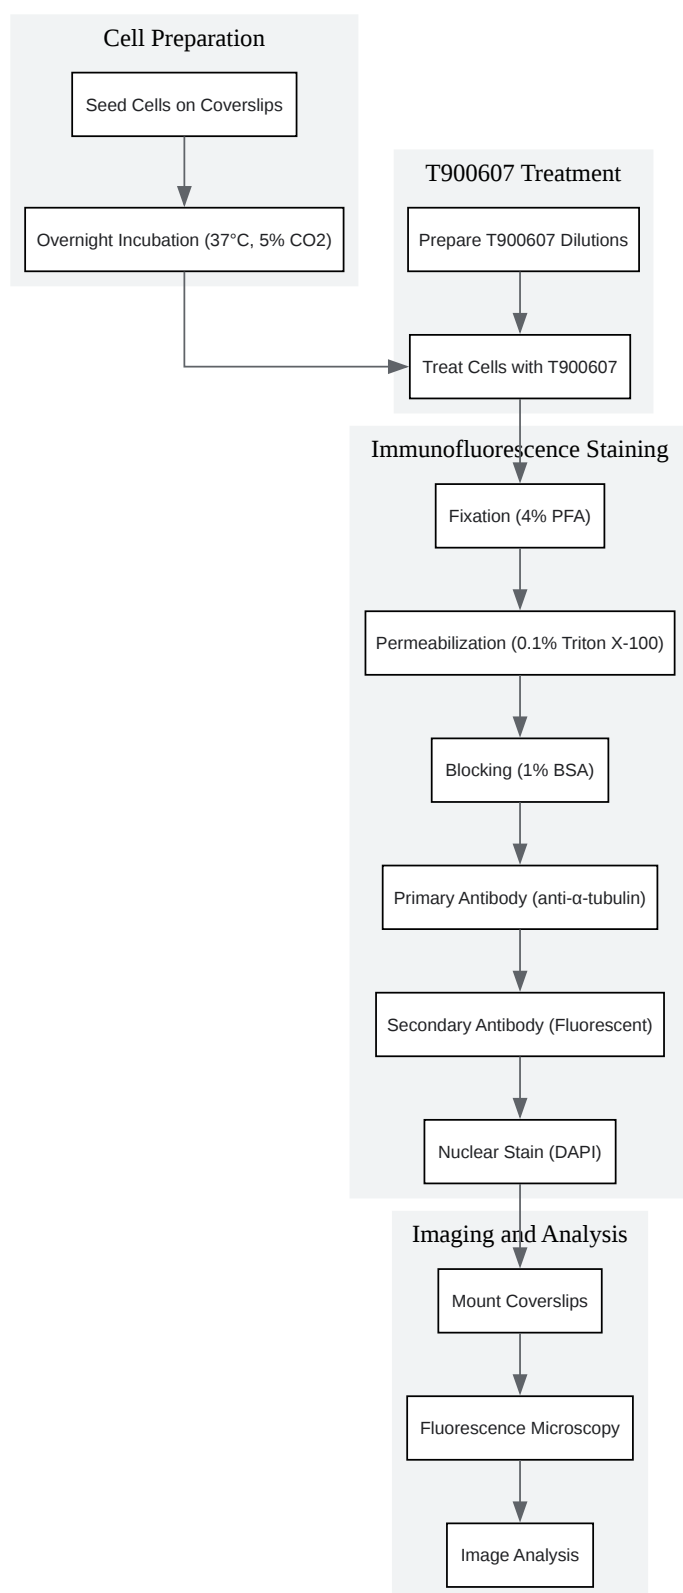 Cell Preparation
Seed Cells on Coverslips
Overnight Incubation (37°C, 5% CO2)
T900607 Treatment
Prepare T900607 Dilutions
Treat Cells with T900607
Immunofluorescence Staining
Fixation (4% PFA)
Permeabilization (0.1% Triton X-100)
Blocking (1% BSA)
Primary Antibody (anti-α-tubulin)
Secondary Antibody (Fluorescent)
Nuclear Stain (DAPI)
Imaging and Analysis
Mount Coverslips
Fluorescence Microscopy
Image Analysis